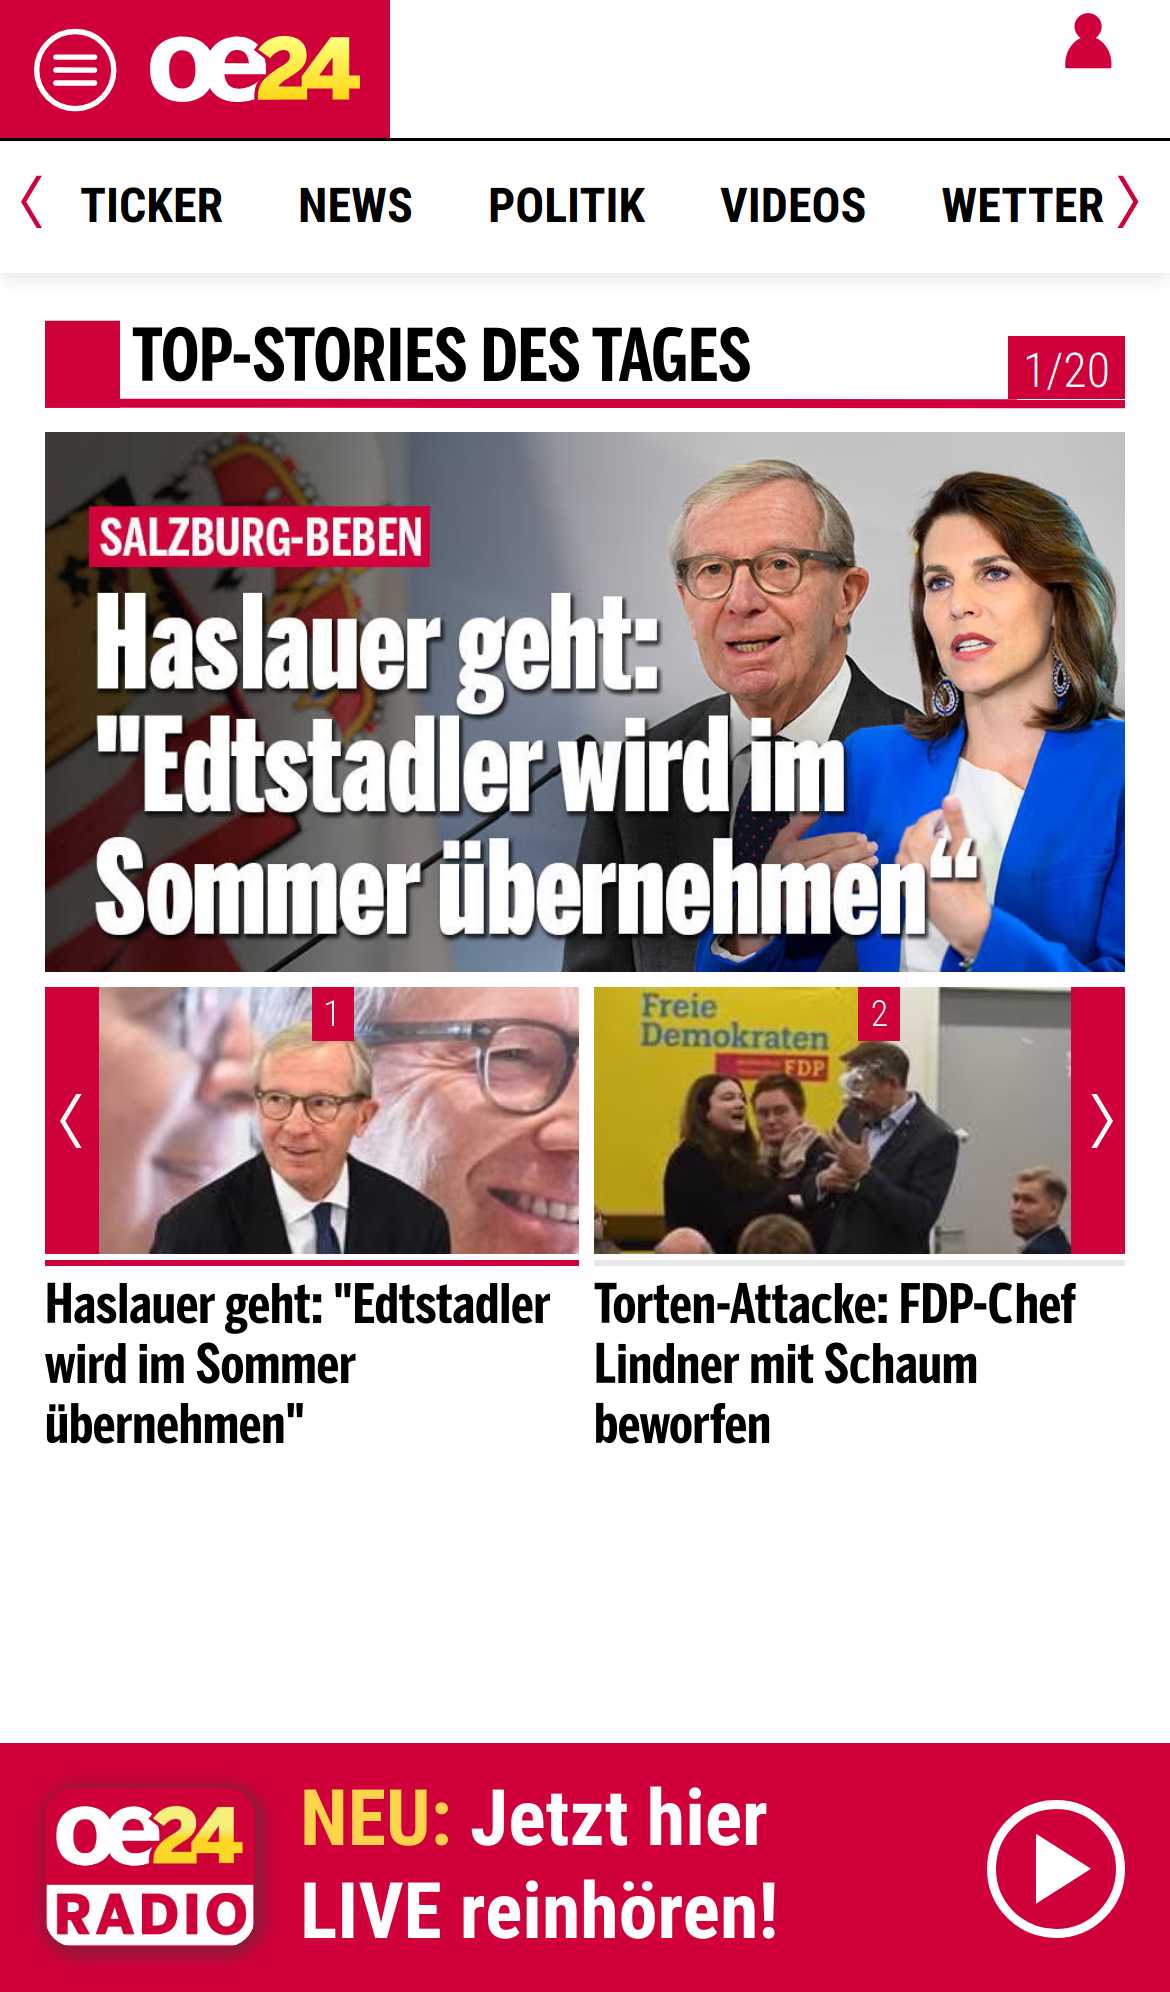 oe24
TICKER NEWS POLITIK VIDEOS WETTER
TOP-STORIES DES TAGES
1/20
SALZBURG-BEBEN
Haslauer geht:
"Edtstadler wird im
Sommer übernehmen“
1
Haslauer geht: "Edtstadler
wird im Sommer
übernehmen"
2
Freie
Demokraten
FDP
Torten-Attacke: FDP-Chef
Lindner mit Schaum
beworfen
oe24
RADIO
NEU: Jetzt hier
LIVE reinhören!